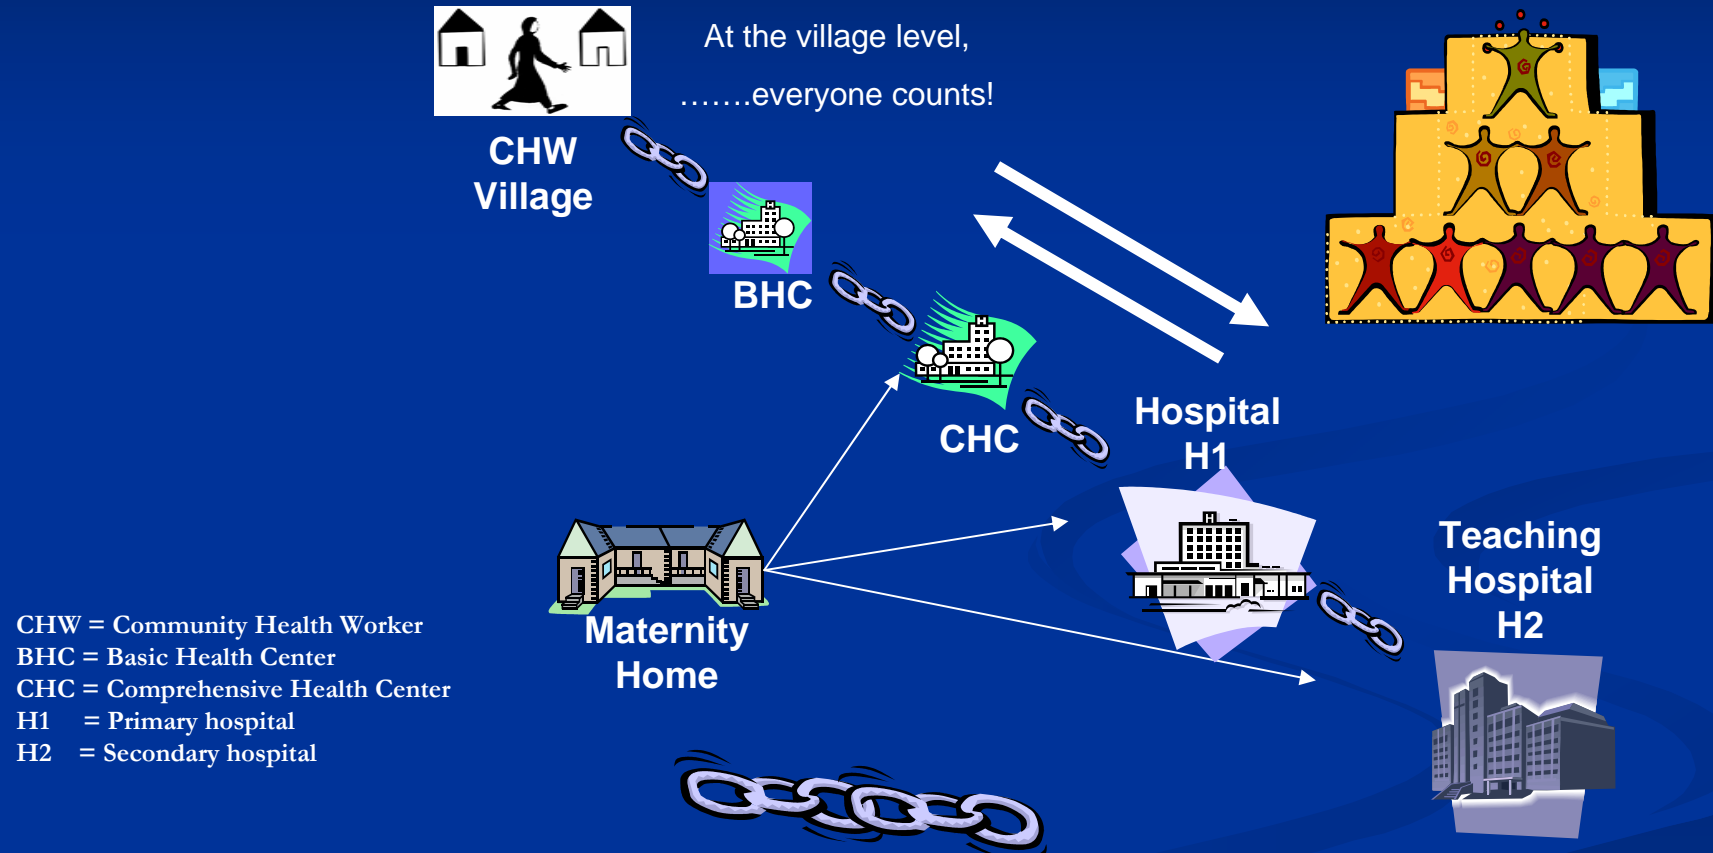 At the village level,
…….everyone counts!
CHW
Village
BHC
CHC
Hospital
H1
Teaching
Hospital
H2
Maternity
Home
CHW = Community Health Worker
BHC = Basic Health Center
CHC = Comprehensive Health Center
H1 = Primary hospital
H2 = Secondary hospital